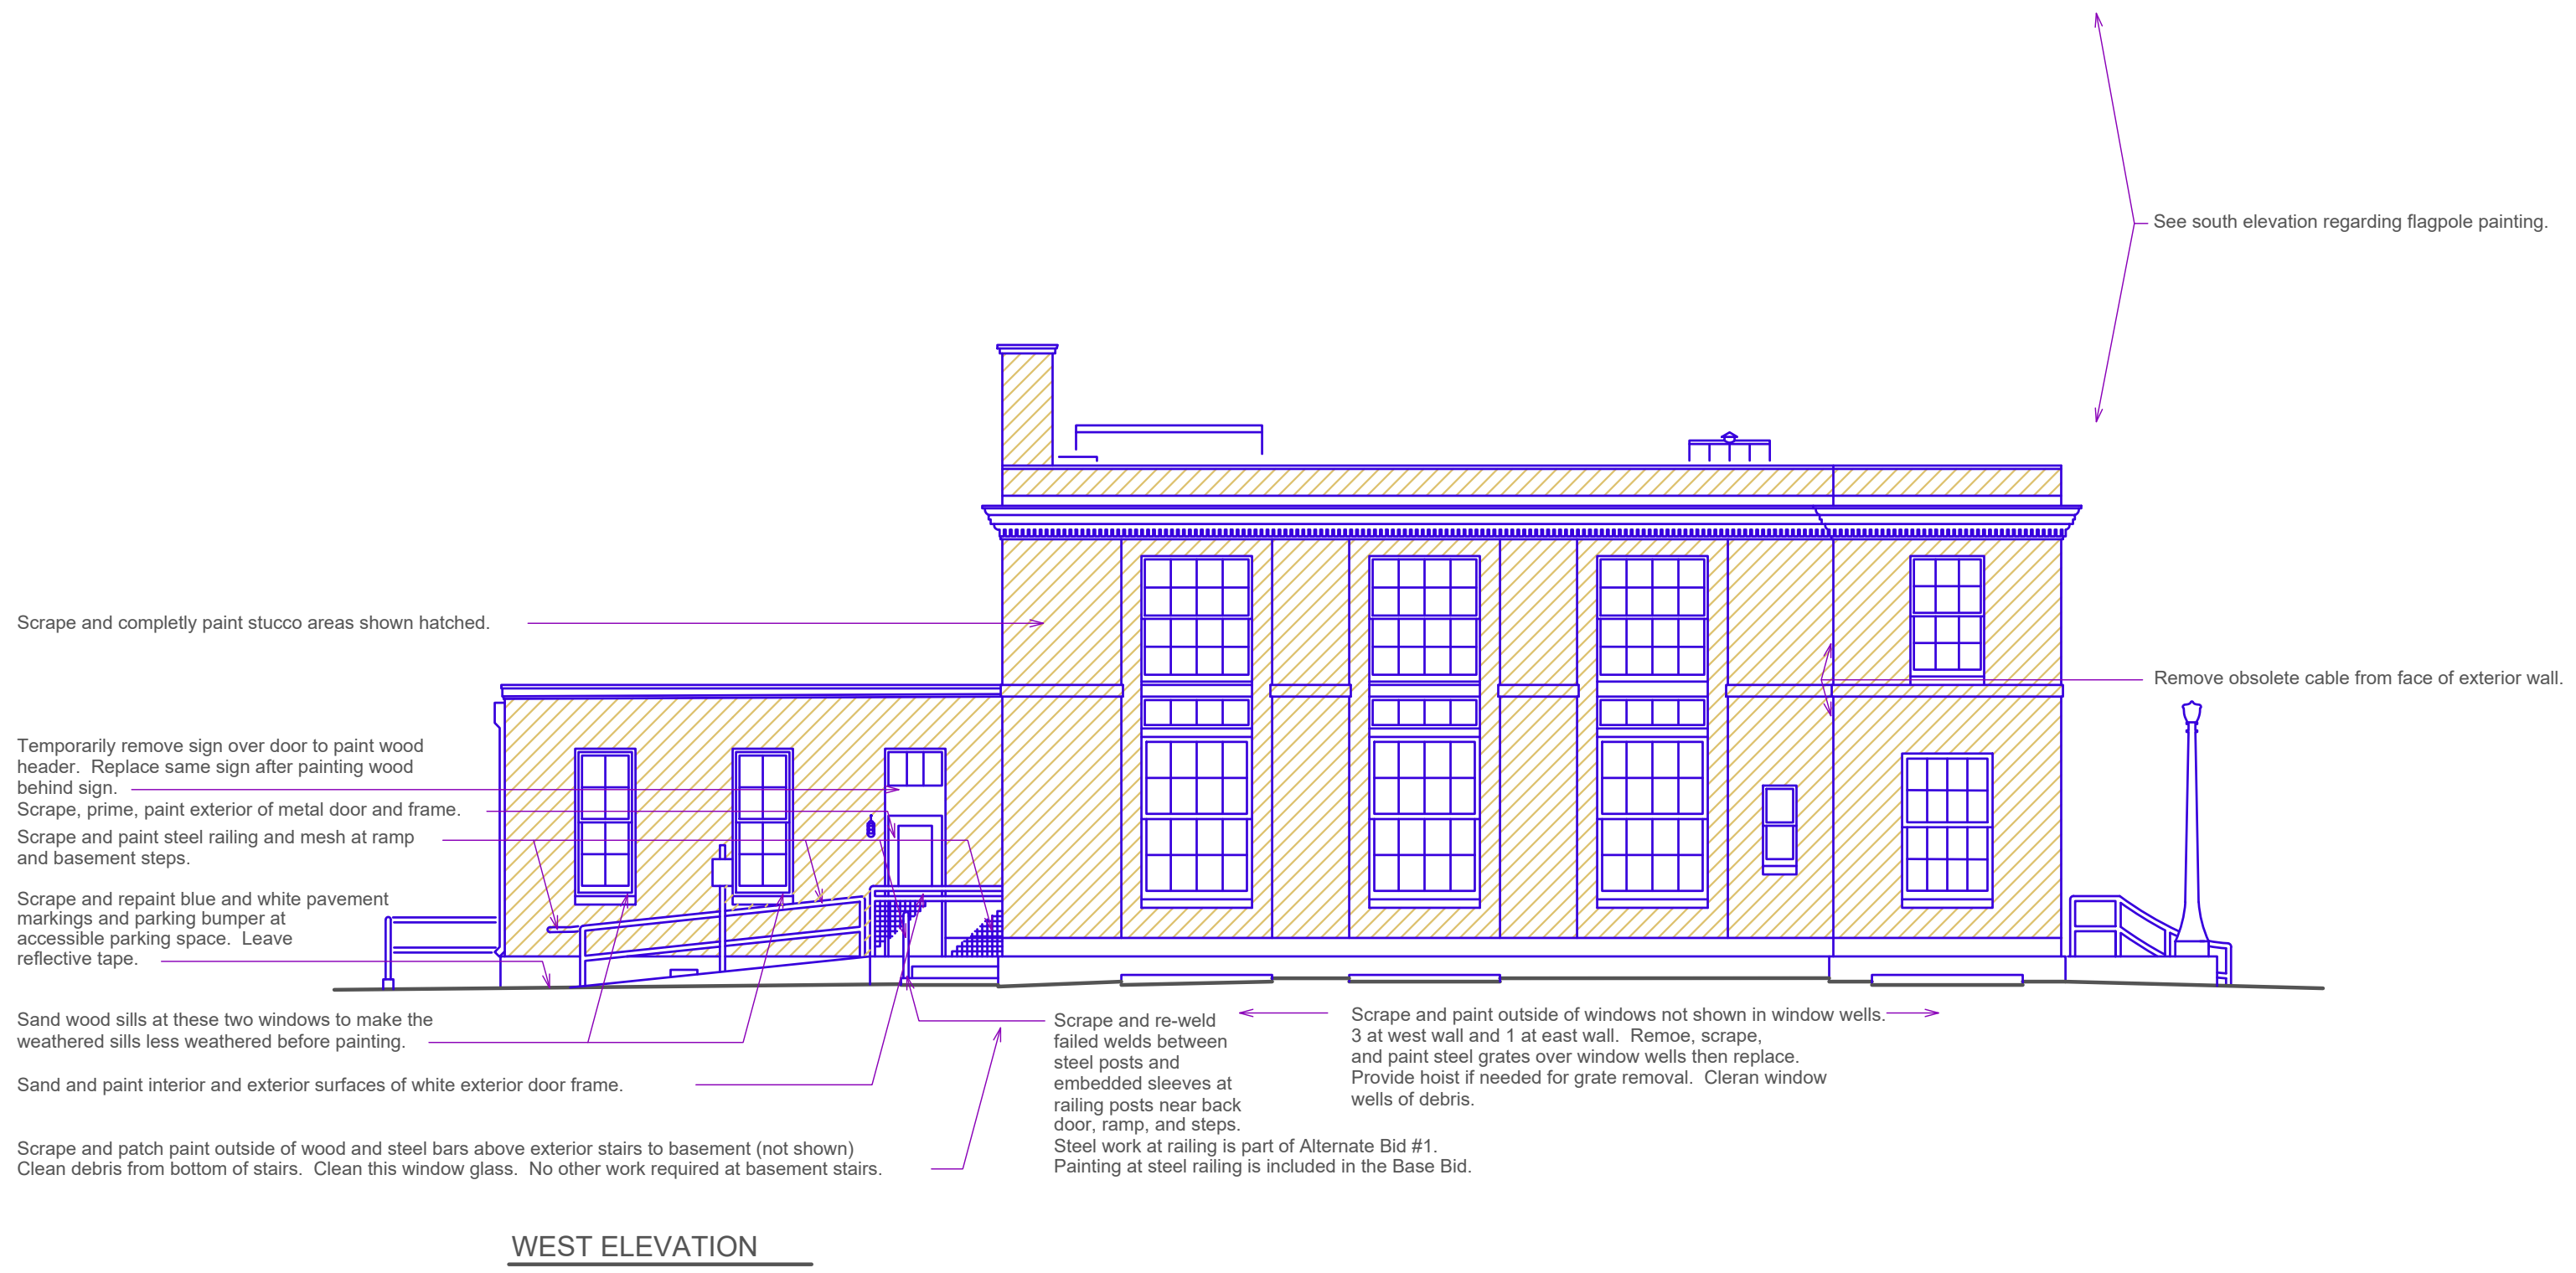 See south elevation regarding flagpole painting.
Scrape and completly paint stucco areas shown hatched.
Remove obsolete cable from face of exterior wall.
Temporarily remove sign over door to paint wood
header.  Replace same sign after painting wood
behind sign.
Scrape, prime, paint exterior of metal door and frame.
Scrape and paint steel railing and mesh at ramp
and basement steps.
Scrape and repaint blue and white pavement
markings and parking bumper at
accessible parking space.  Leave
reflective tape.
Sand wood sills at these two windows to make the
weathered sills less weathered before painting.
Sand and paint interior and exterior surfaces of white exterior door frame.
Scrape and patch paint outside of wood and steel bars above exterior stairs to basement (not shown)
Clean debris from bottom of stairs.  Clean this window glass.  No other work required at basement stairs.
Scrape and re-weld
failed welds between
steel posts and
embedded sleeves at
railing posts near back
door, ramp, and steps.
Steel work at railing is part of Alternate Bid #1.
Painting at steel railing is included in the Base Bid.
Scrape and paint outside of windows not shown in window wells.
3 at west wall and 1 at east wall.  Remoe, scrape,
and paint steel grates over window wells then replace.
Provide hoist if needed for grate removal.  Cleran window
wells of debris.
WEST ELEVATION